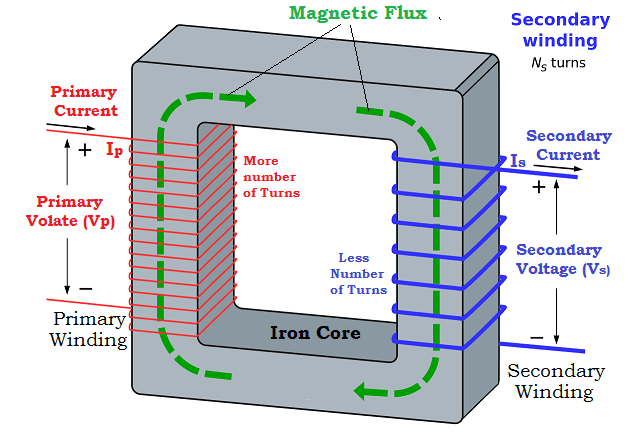 Magnetic Flux
Secondary
winding
NS turns
Primary
Current
Ip
+
Primary
Volate (Vp)
−
Primary
Winding
More
number
of Turns
Less
Number
of Turns
Iron Core
Secondary
Current
Is
+
Secondary
Voltage (Vs)
−
Secondary
Winding